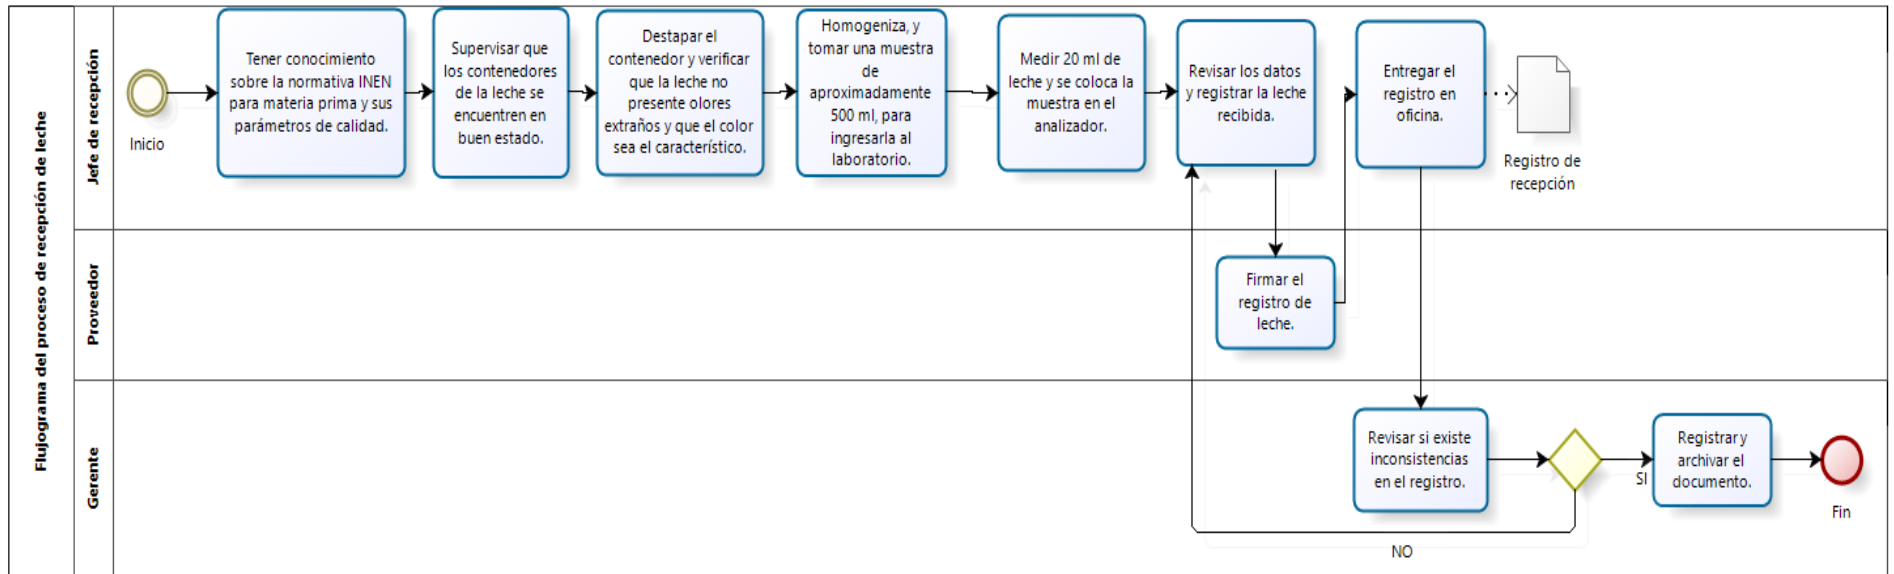 Flujograma del proceso de recepción de leche
Jefe de recepción
Inicio
Tener conocimiento
sobre la normativa INEN
para materia prima y sus
parámetros de calidad.
Supervisar que
los contenedores
de la leche se
encuentren en
buen estado.
Destapar el
contenedor y verificar
que la leche no
presente olores
extraños y que el color
sea el característico.
Homogeniza, y
tomar una muestra
de
aproximadamente
500 ml, para
ingresarla al
laboratorio.
Medir 20 ml de
leche y se coloca la
muestra en el
analizador.
Revisar los datos
y registrar la leche
recibida.
Entregar el
registro en
oficina.
Registro de
recepción
Proveedor
Firmar el
registro de
leche.
Gerente
Revisar si existe
inconsistencias
en el registro.
SI
NO
Registrar y
archivar el
documento.
Fin